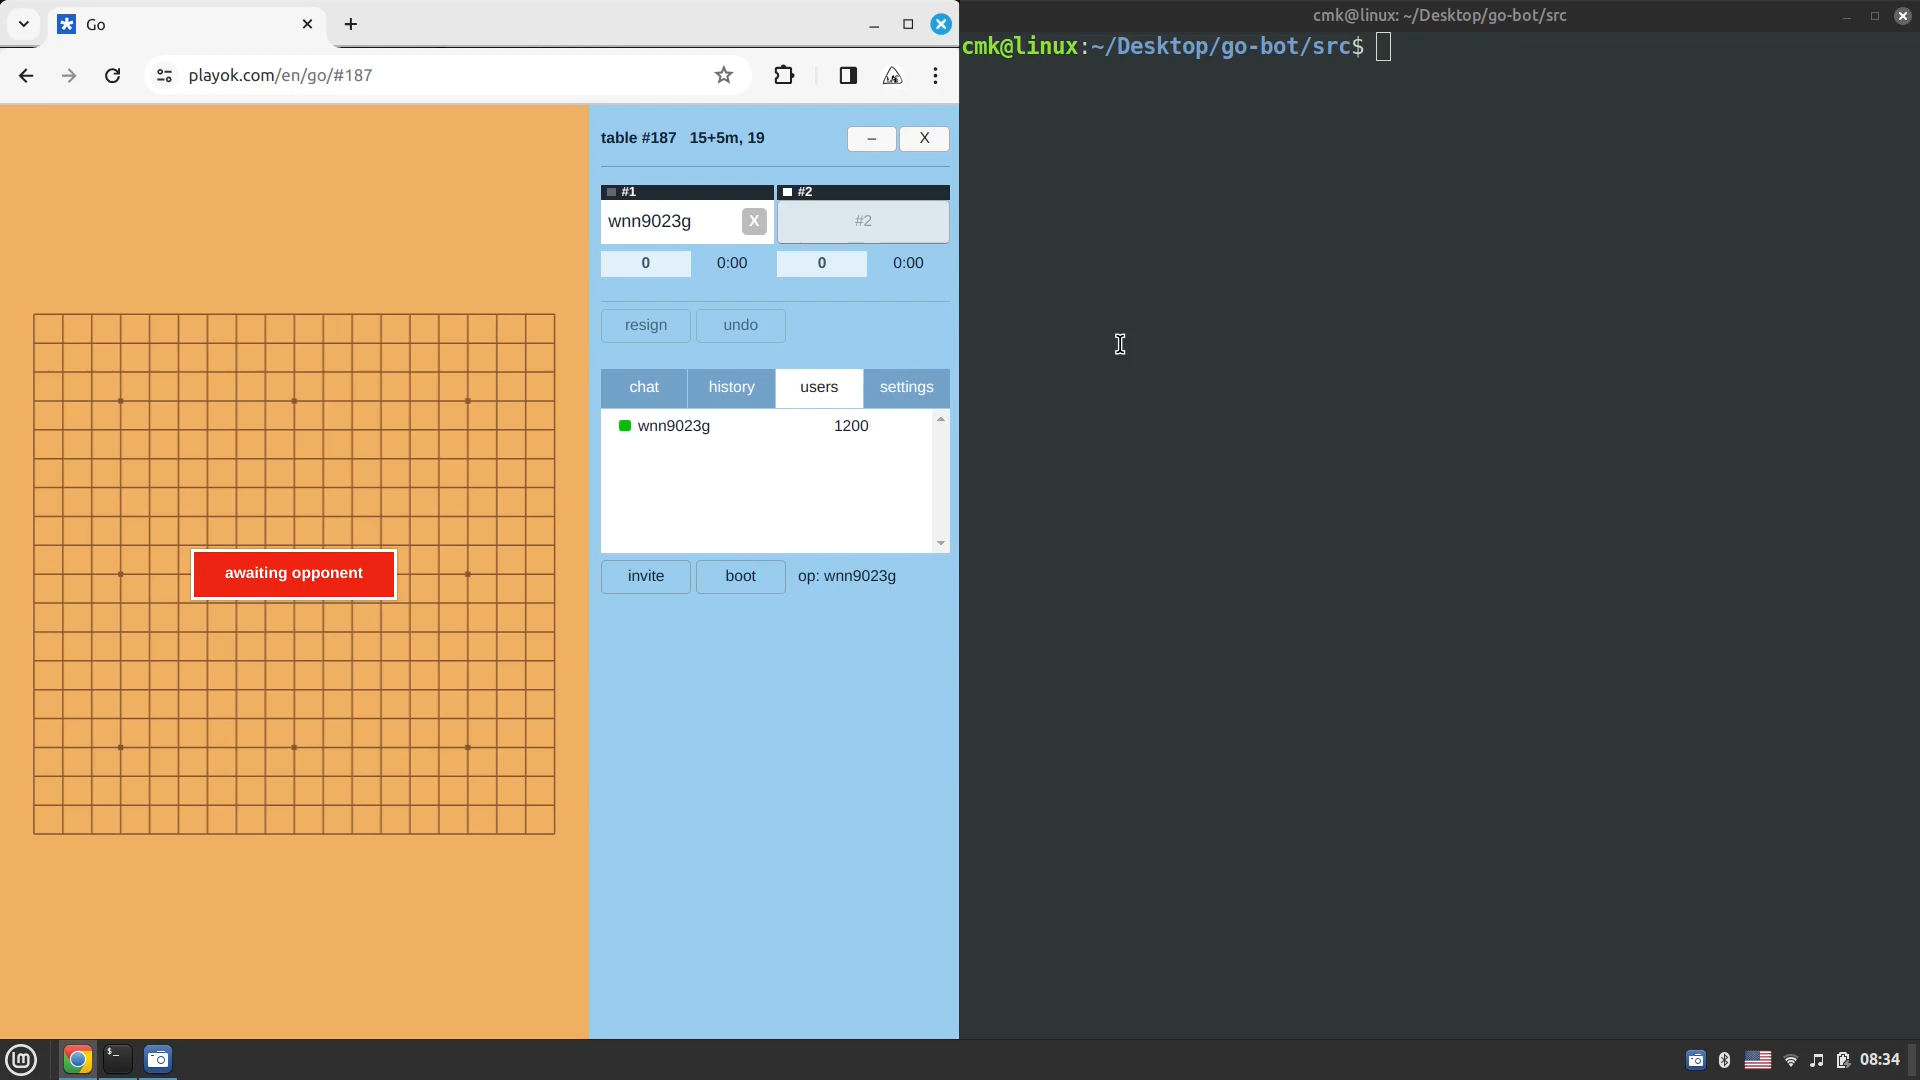 Go
playok.com/en/go/#187
table #187 15+5m, 19
– X
#1 #2
wnn9023g X #2
0 0:00 0 0:00
resign undo
awaiting opponent
chat history users settings
wnn9023g 1200
invite boot op: wnn9023g
cmk@linux: ~/Desktop/go-bot/src
cmk@linux:~/Desktop/go-bot/src$
08:34